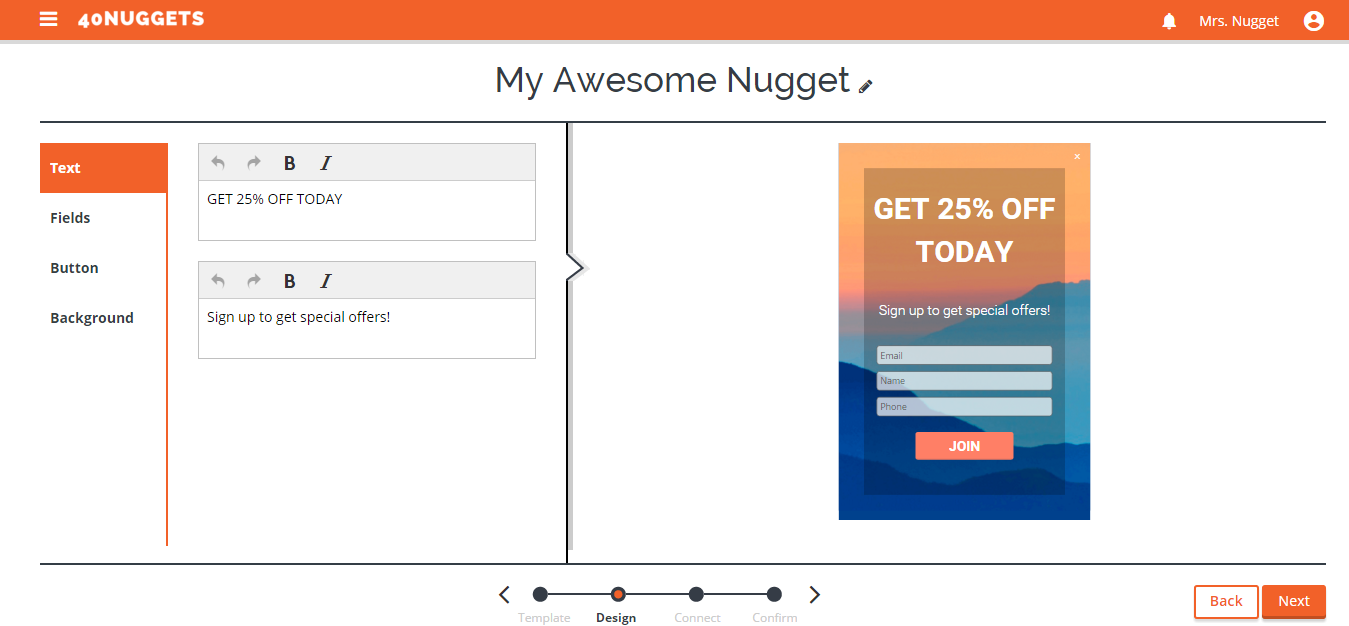 40NUGGETS
Mrs. Nugget
My Awesome Nugget
Text
Fields
Button
Background
B I
GET 25% OFF TODAY
B I
Sign up to get special offers!
×
GET 25% OFF
TODAY
Sign up to get special offers!
Email
Name
Phone
JOIN
Template Design Connect Confirm
Back Next